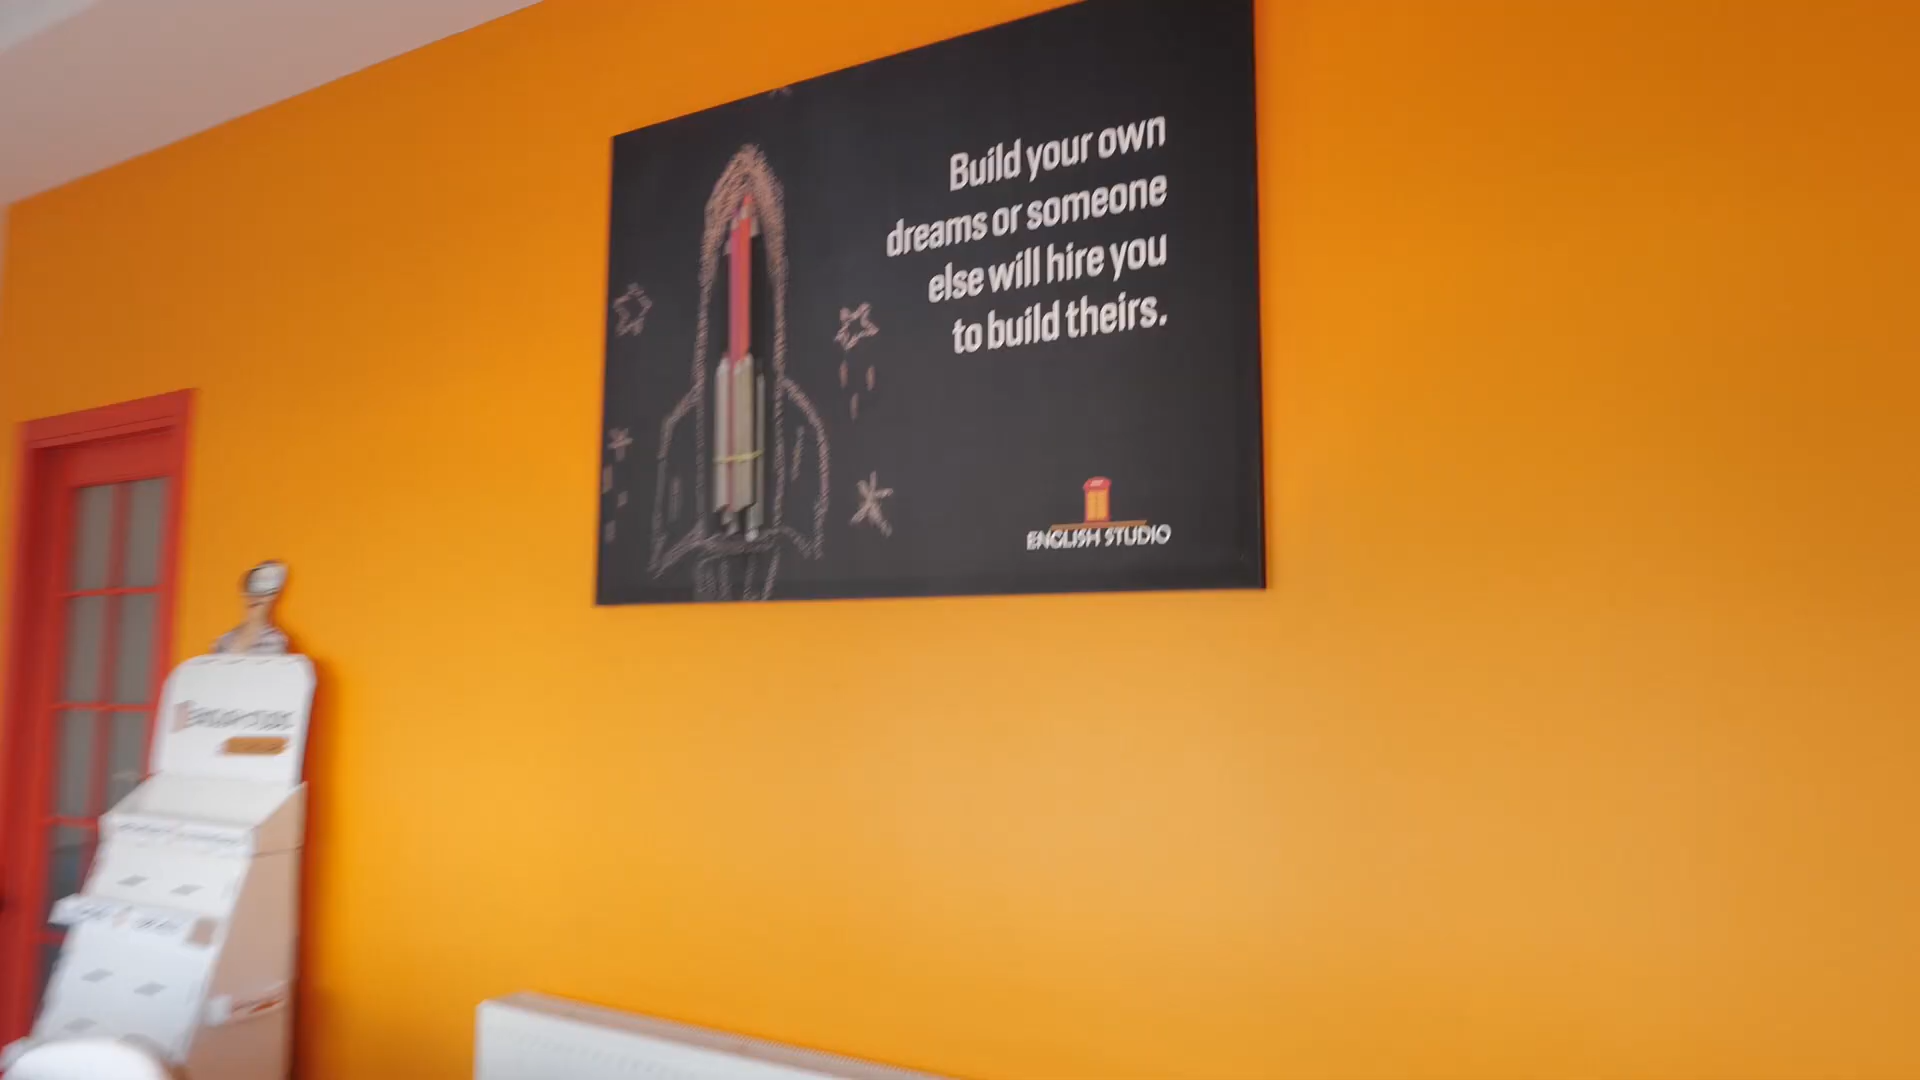 Build your own
dreams or someone
else will hire you
to build theirs.
ENGLISH STUDIO